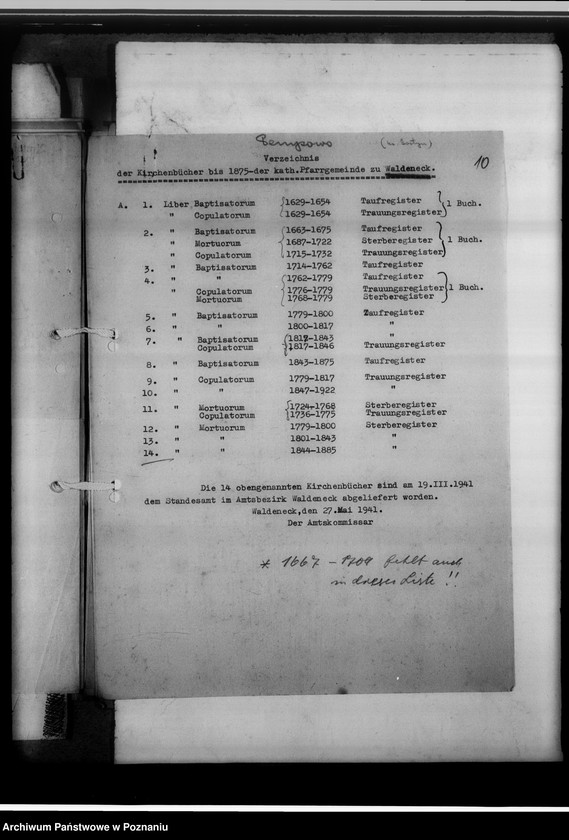 10
Verzeichnis
der Kirchenbücher bis 1875-der kath.Pfarrgemeinde zu Waldeneck.
A. 1. Liber Baptisatorum 1629-1654 Taufregister
" Copulatorum 1629-1654 Trauungsregister 1 Buch.
2. " Baptisatorum 1663-1675 Taufregister
" Mortuorum 1687-1722 Sterberegister 1 Buch.
" Copulatorum 1715-1732 Trauungsregister
3. " Baptisatorum 1714-1762 Taufregister
4. " " 1762-1779 Taufregister
" Copulatorum 1776-1779 Trauungsregister 1 Buch.
Mortuorum 1768-1779 Sterberegister
5. " Baptisatorum 1779-1800 Taufregister
6. " " 1800-1817 "
7. " Baptisatorum 1817-1843 "
Copulatorum 1817-1846 Trauungsregister
8. " Baptisatorum 1843-1875 Taufregister
9. " Copulatorum 1779-1817 Trauungsregister
10. " " 1847-1922 "
11. " Mortuorum 1724-1768 Sterberegister
Copulatorum 1736-1775 Trauungsregister
12. " Mortuorum 1779-1800 Sterberegister
13. " " 1801-1843 "
14. " " 1844-1885 "
Die 14 obengenannten Kirchenbücher sind am 19.III.1941
dem Standesamt im Amtsbezirk Waldeneck abgeliefert worden.
Waldeneck,den 27.Mai 1941.
Der Amtskommissar
* 1667 - 1709 fehlt auch
in dieser Liste !!
Archiwum Państwowe w Poznaniu